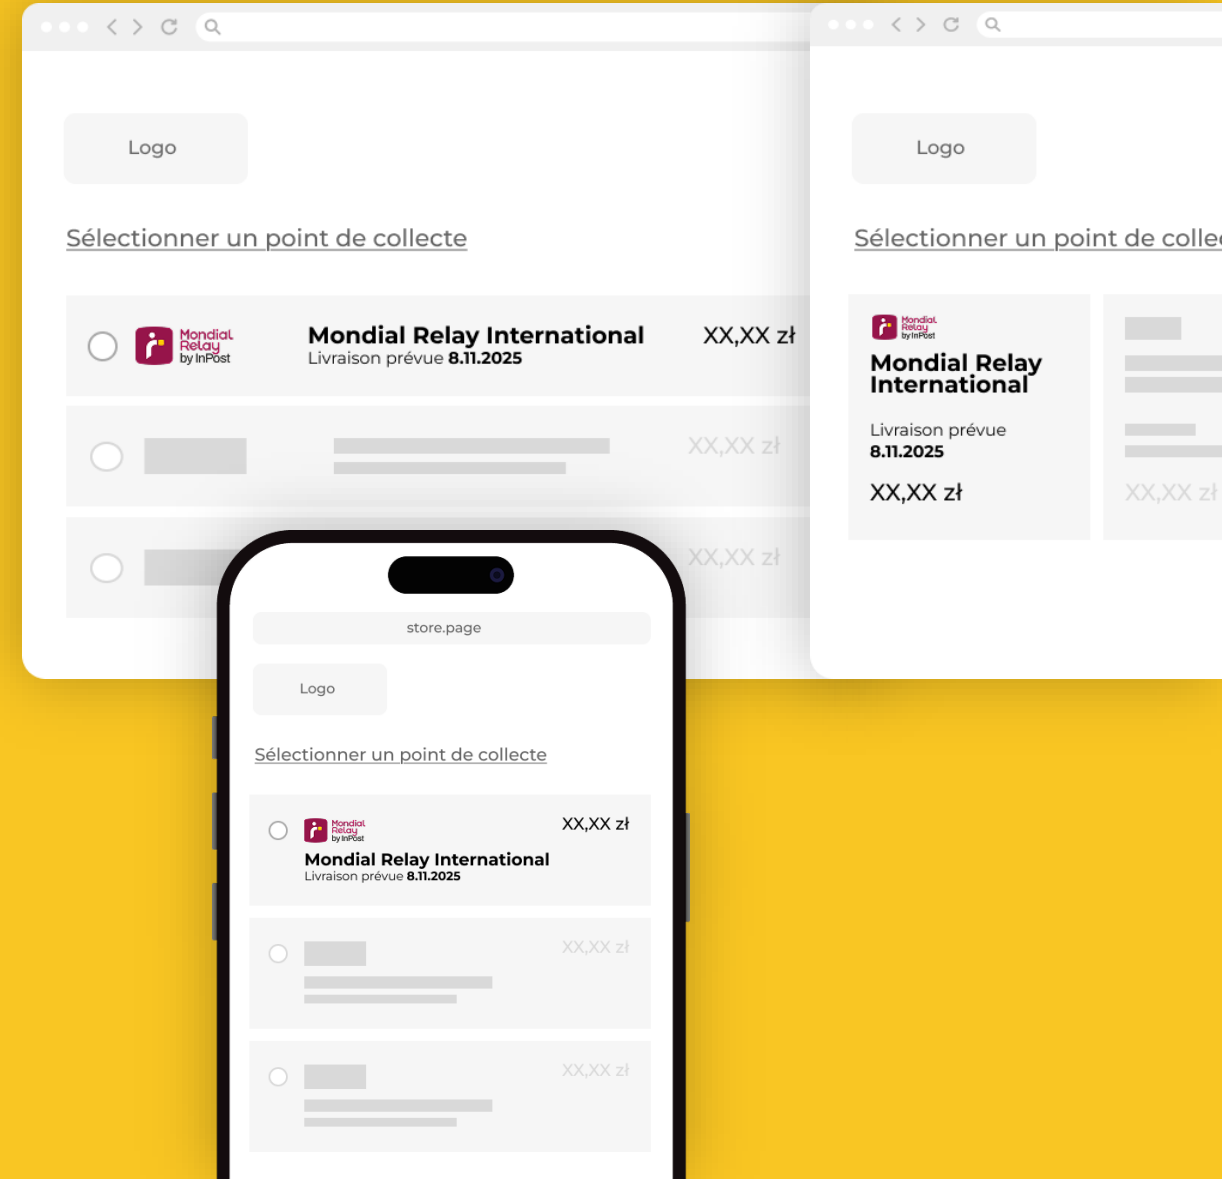 Logo
Sélectionner un point de collecte
Mondial
Relay
by InPost
Mondial Relay International
Livraison prévue 8.11.2025
XX,XX zł
XX,XX zł
XX,XX zł
Logo
Sélectionner un point de colle
Mondial
Relay
by InPost
Mondial Relay
International
Livraison prévue
8.11.2025
XX,XX zł
XX,XX zł
store.page
Logo
Sélectionner un point de collecte
Mondial
Relay
by InPost
XX,XX zł
Mondial Relay International
Livraison prévue 8.11.2025
XX,XX zł
XX,XX zł